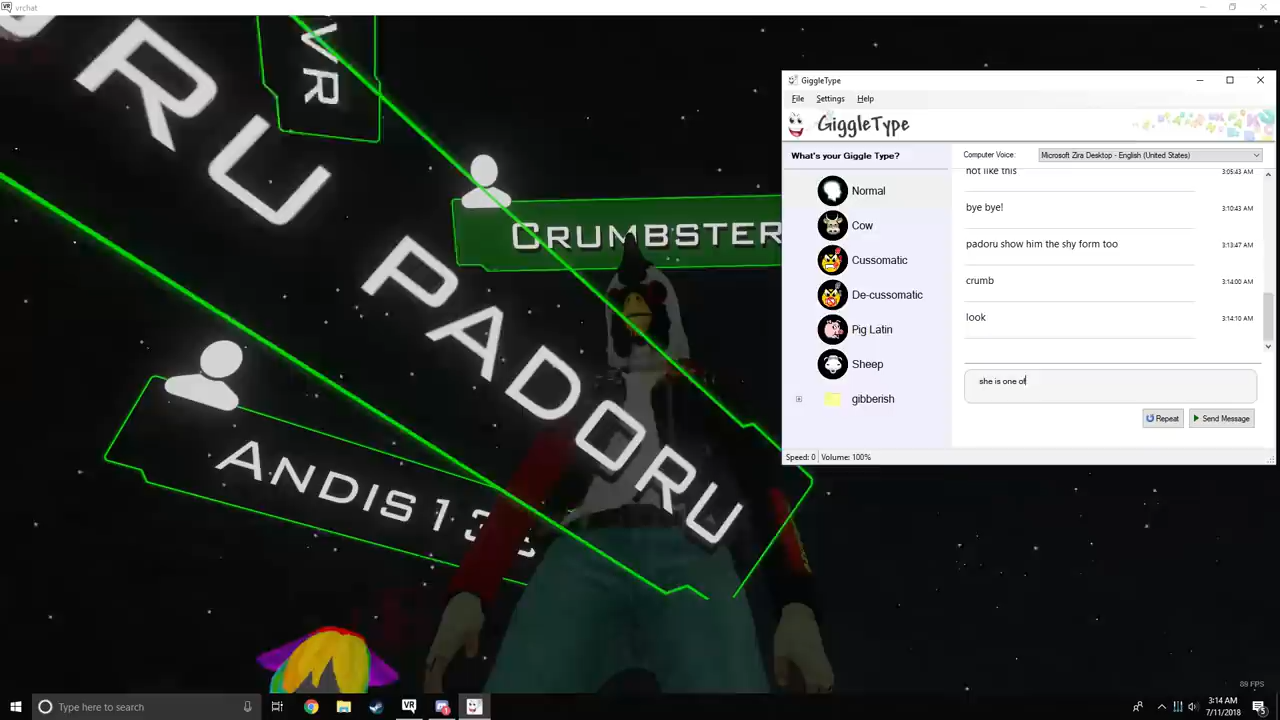 vrchat
RU PADORU
VR
CRUMBSTER
ANDIS13
GiggleType
File Settings Help
GiggleType
What's your Giggle Type?
Computer Voice: Microsoft Zira Desktop - English (United States)
Normal
Cow
Cussomatic
De-cussomatic
Pig Latin
Sheep
gibberish
not like this 3:05:43 AM
bye bye! 3:10:43 AM
padoru show him the shy form too 3:13:47 AM
crumb 3:14:00 AM
look 3:14:10 AM
she is one of
Repeat Send Message
Speed: 0 Volume: 100%
89 FPS
Type here to search
3:14 AM
7/11/2018
5